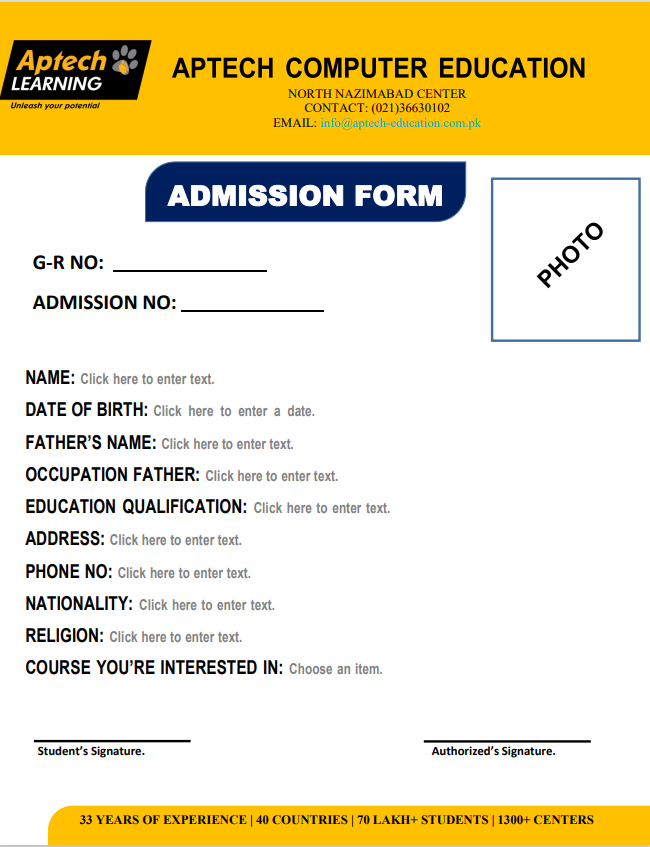 Aptech
LEARNING
Unleash your potential
APTECH COMPUTER EDUCATION
NORTH NAZIMABAD CENTER
CONTACT: (021)36630102
EMAIL: info@aptech-education.com.pk
ADMISSION FORM
PHOTO
G-R NO:
ADMISSION NO:
NAME: Click here to enter text.
DATE OF BIRTH: Click here to enter a date.
FATHER’S NAME: Click here to enter text.
OCCUPATION FATHER: Click here to enter text.
EDUCATION QUALIFICATION: Click here to enter text.
ADDRESS: Click here to enter text.
PHONE NO: Click here to enter text.
NATIONALITY: Click here to enter text.
RELIGION: Click here to enter text.
COURSE YOU’RE INTERESTED IN: Choose an item.
Student’s Signature.
Authorized’s Signature.
33 YEARS OF EXPERIENCE | 40 COUNTRIES | 70 LAKH+ STUDENTS | 1300+ CENTERS